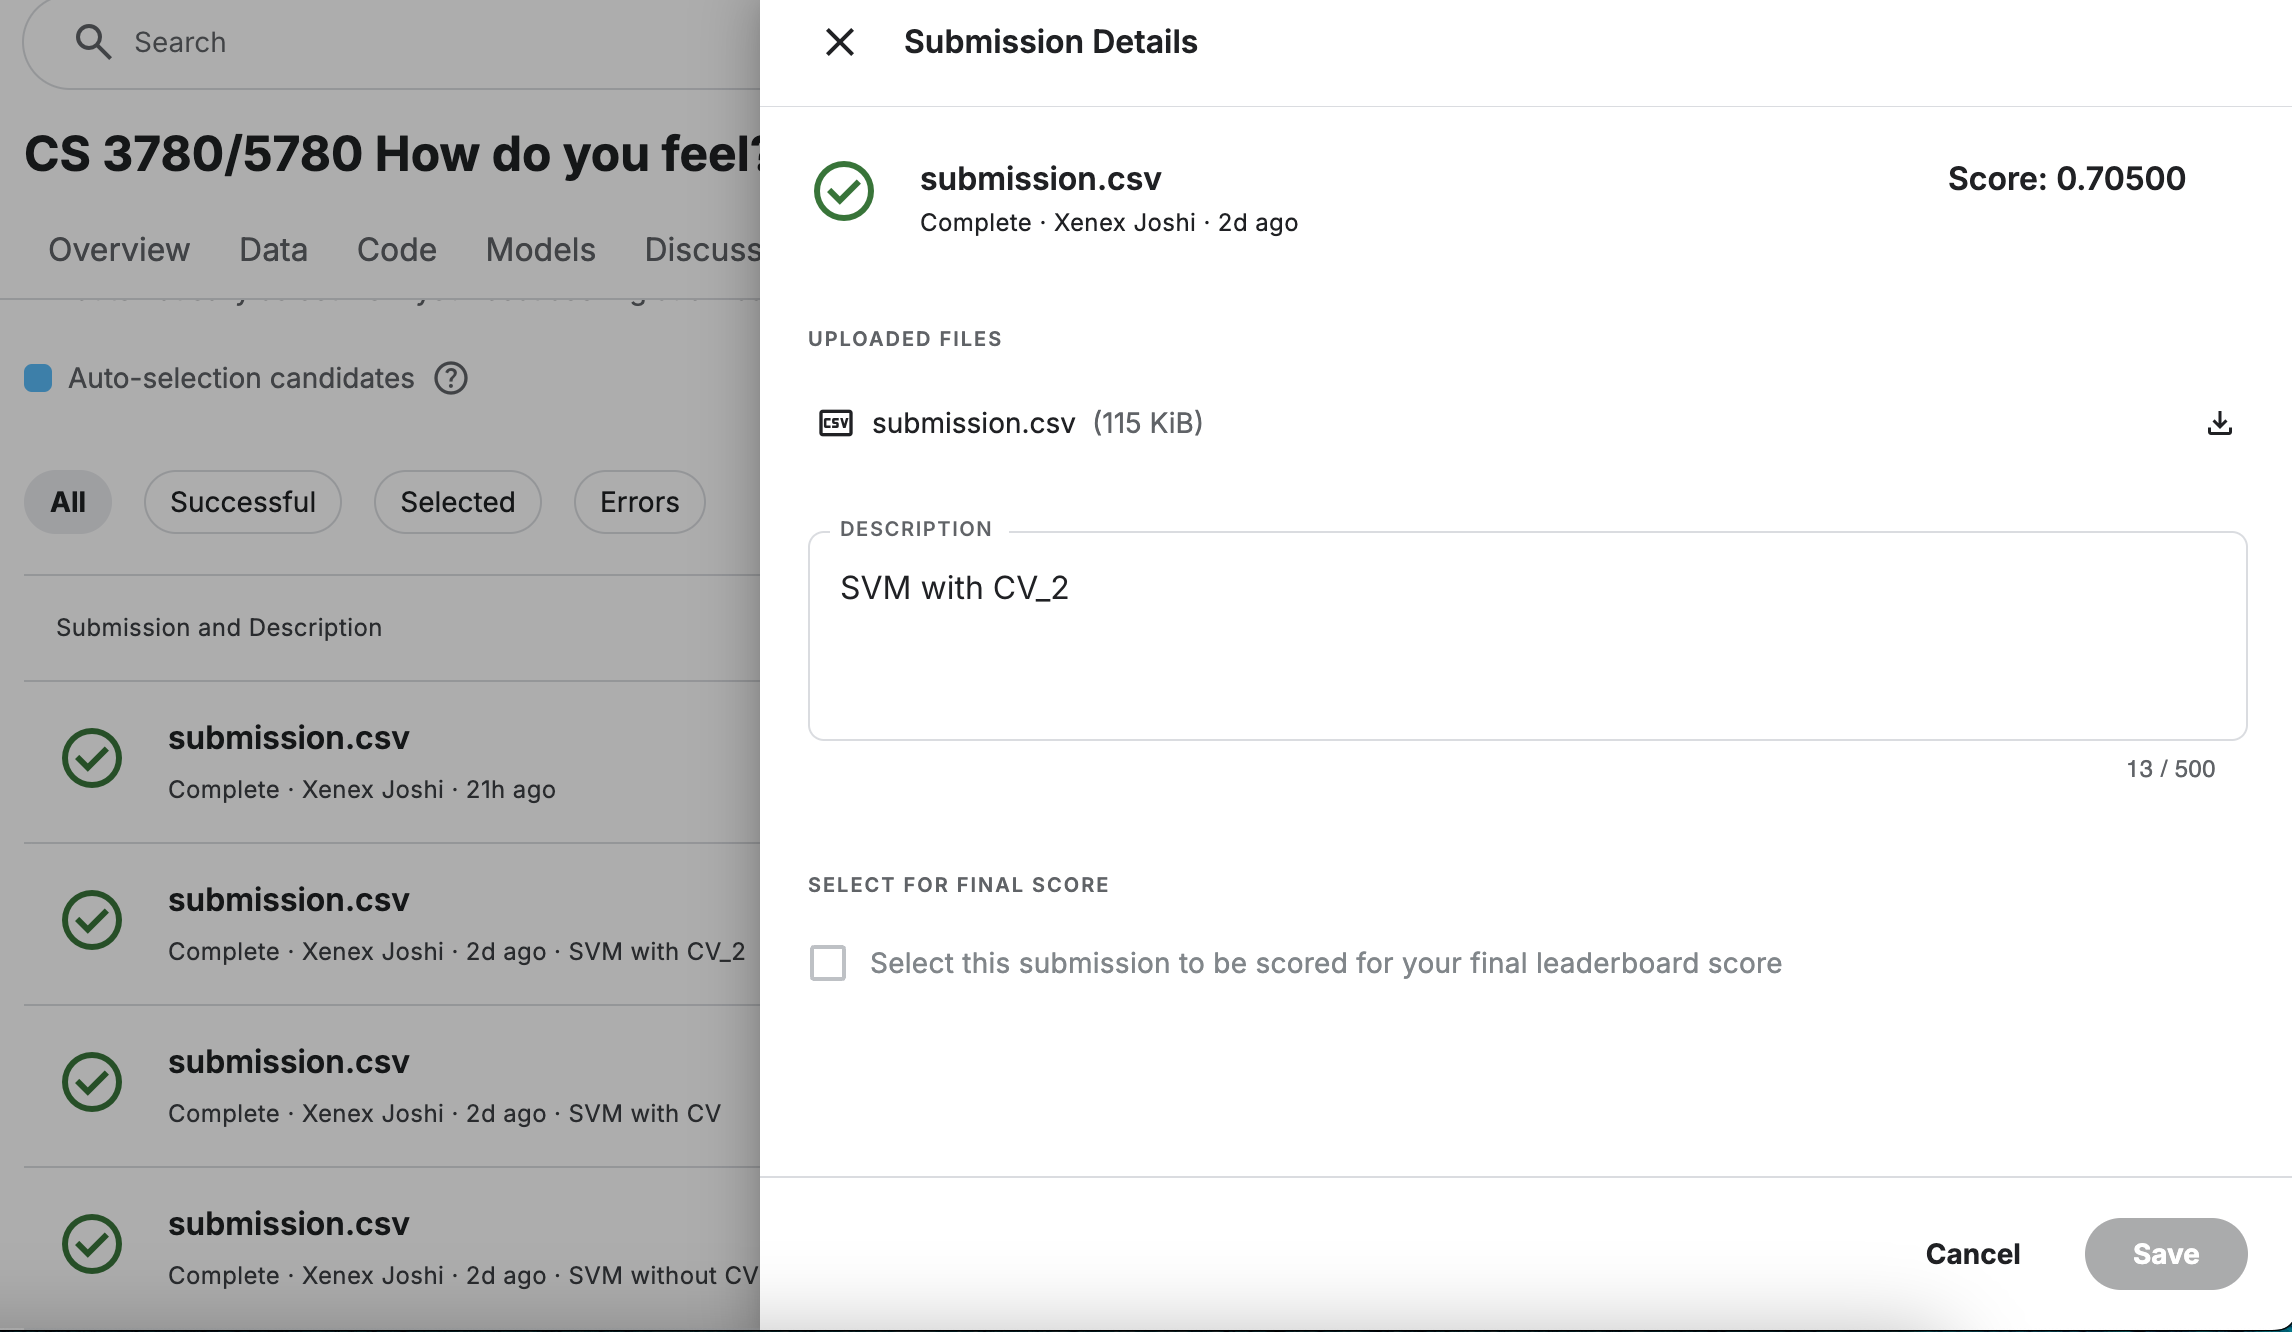 Search
CS 3780/5780 How do you feel?
Overview Data Code Models Discuss
Auto-selection candidates ?
All Successful Selected Errors
Submission and Description
submission.csv
Complete · Xenex Joshi · 21h ago
submission.csv
Complete · Xenex Joshi · 2d ago · SVM with CV_2
submission.csv
Complete · Xenex Joshi · 2d ago · SVM with CV
submission.csv
Complete · Xenex Joshi · 2d ago · SVM without CV
Submission Details
submission.csv
Score: 0.70500
Complete · Xenex Joshi · 2d ago
UPLOADED FILES
CSV submission.csv (115 KiB)
DESCRIPTION
SVM with CV_2
13 / 500
SELECT FOR FINAL SCORE
Select this submission to be scored for your final leaderboard score
Cancel Save